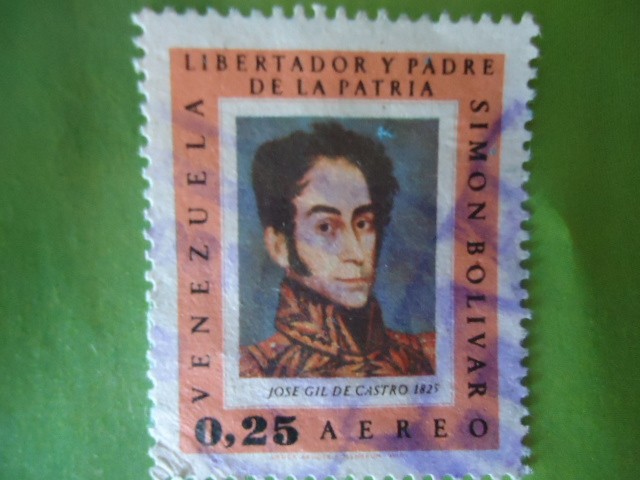 LIBERTADOR Y PADRE
DE LA PATRIA
VENEZUELA
SIMON BOLIVAR
JOSE GIL DE CASTRO 1825
0,25 AEREO